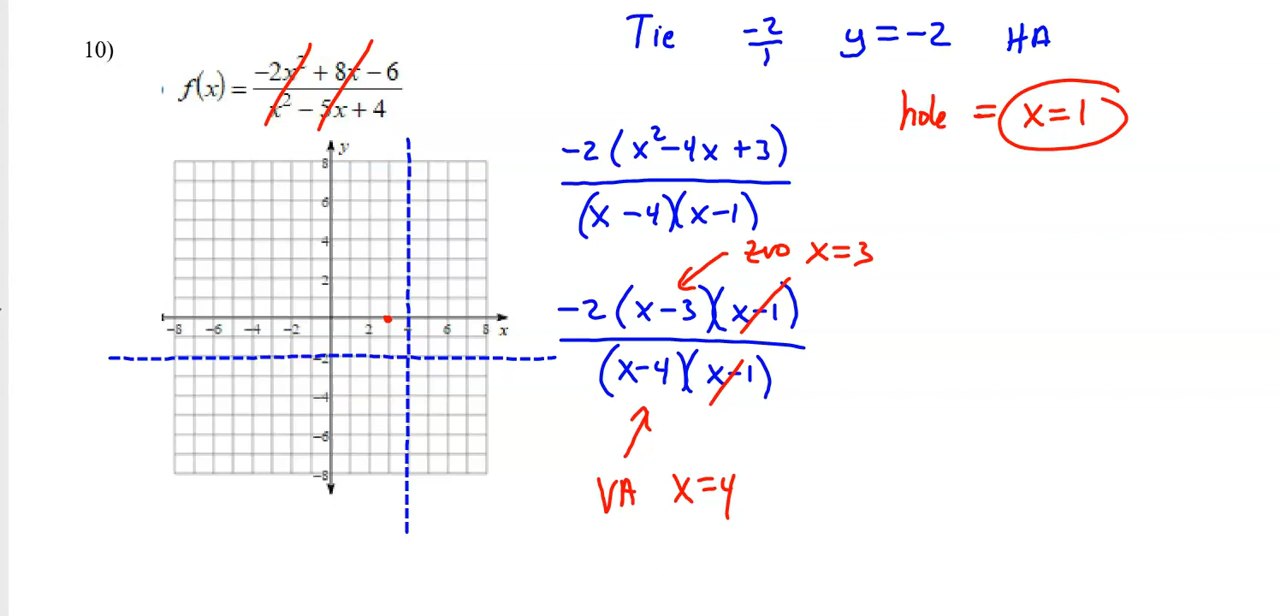 10)
f(x) = (-2x² + 8x - 6)/(x² - 5x + 4)
Tie -2/1 y = -2 HA
hole = x=1
-2(x²-4x+3)
(x-4)(x-1)
zero x=3
-2(x-3)(x-1)
(x-4)(x-1)
VA x=4
y
8
6
4
2
-8 -6 -4 -2 2 4 6 8 x
-2
-4
-6
-8